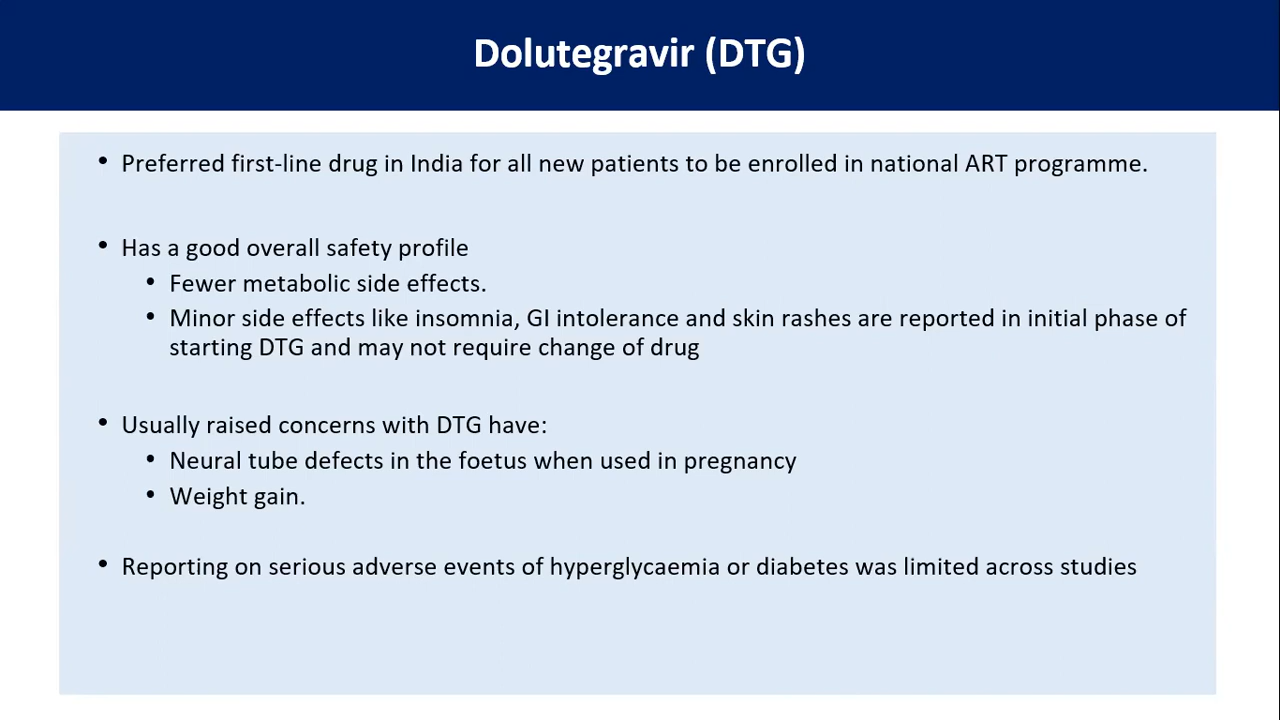 Dolutegravir (DTG)
• Preferred first-line drug in India for all new patients to be enrolled in national ART programme.
• Has a good overall safety profile
• Fewer metabolic side effects.
• Minor side effects like insomnia, GI intolerance and skin rashes are reported in initial phase of
starting DTG and may not require change of drug
• Usually raised concerns with DTG have:
• Neural tube defects in the foetus when used in pregnancy
• Weight gain.
• Reporting on serious adverse events of hyperglycaemia or diabetes was limited across studies